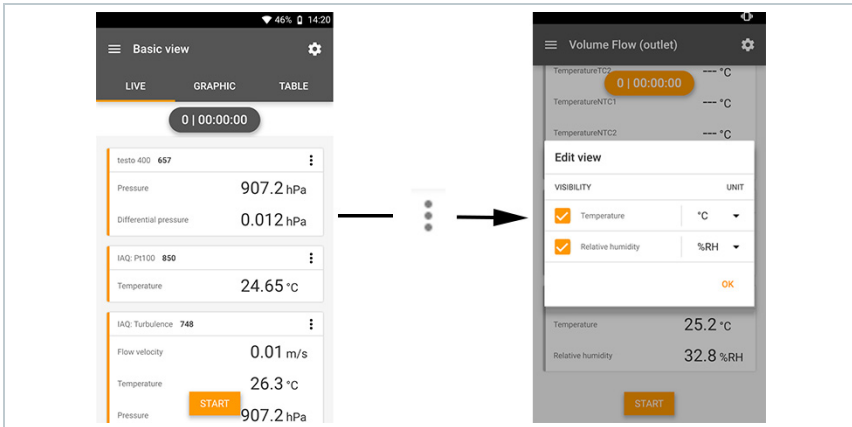 46% 14:20
Basic view
LIVE GRAPHIC TABLE
0 | 00:00:00
testo 400 657
Pressure 907.2 hPa
Differential pressure 0.012 hPa
IAQ: Pt100 850
Temperature 24.65 °C
IAQ: Turbulence 748
Flow velocity 0.01 m/s
Temperature 26.3 °C
START
Pressure 907.2 hPa
Volume Flow (outlet)
TemperatureTC2 --- °C
0 | 00:00:00
TemperatureNTC1 --- °C
TemperatureNTC2 --- °C
Edit view
VISIBILITY UNIT
Temperature °C
Relative humidity %RH
OK
Temperature 25.2 °C
Relative humidity 32.8 %RH
START